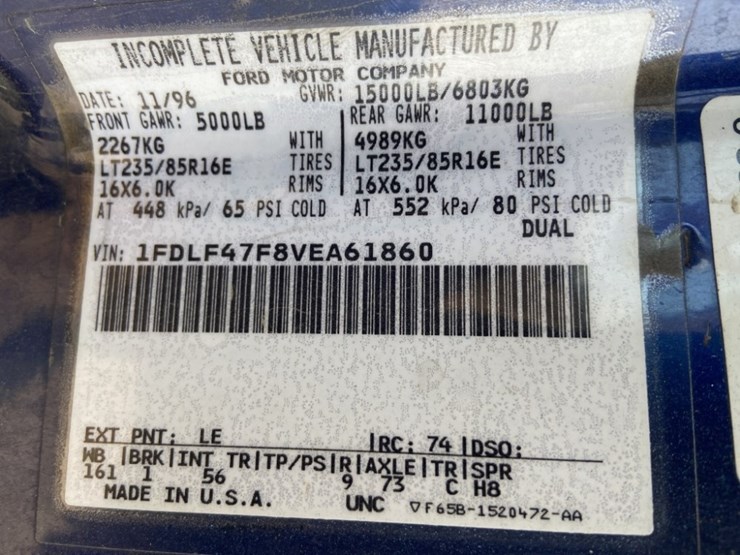 INCOMPLETE VEHICLE MANUFACTURED BY
FORD MOTOR COMPANY
DATE: 11/96 GVWR: 15000LB/6803KG
FRONT GAWR: 5000LB REAR GAWR: 11000LB
2267KG WITH 4989KG WITH
LT235/85R16E TIRES LT235/85R16E TIRES
16X6.0K RIMS 16X6.0K RIMS
AT 448 kPa/ 65 PSI COLD AT 552 kPa/ 80 PSI COLD
DUAL
VIN: 1FDLF47F8VEA61860
EXT PNT: LE RC: 74 DSO:
WB BRK INT TR TP/PS R AXLE TR SPR
161 1 56 9 73 C H8
MADE IN U.S.A. UNC ▽F65B-1520472-AA